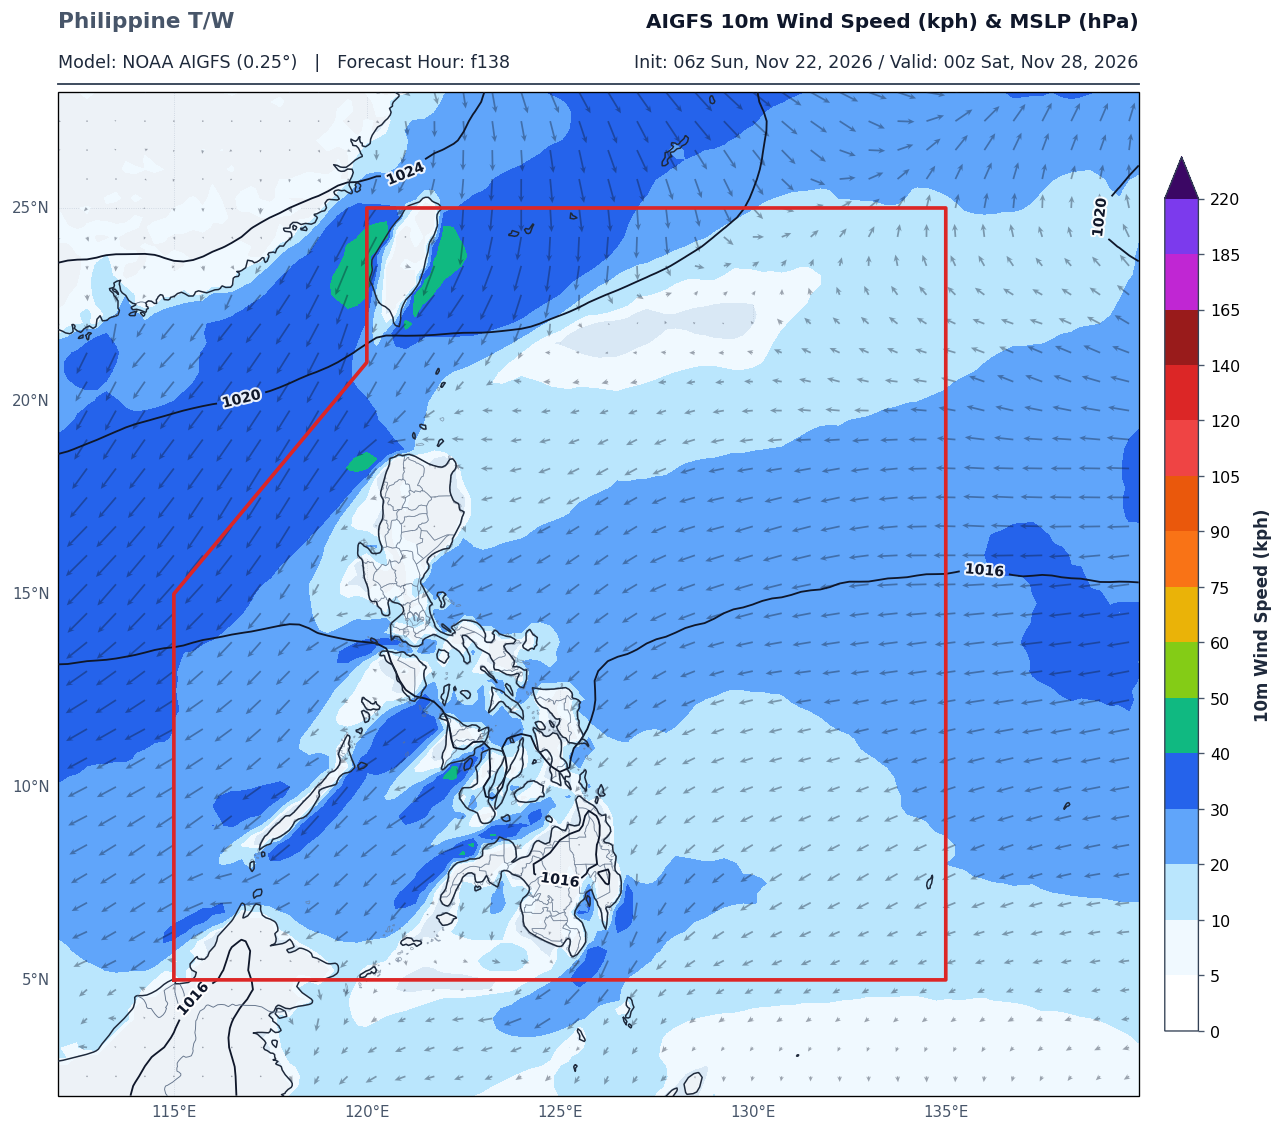 Philippine T/W
AIGFS 10m Wind Speed (kph) & MSLP (hPa)
Model: NOAA AIGFS (0.25°) | Forecast Hour: f138
Init: 06z Sun, Nov 22, 2026 / Valid: 00z Sat, Nov 28, 2026
1024
1020
1020
1016
1016
1016
25°N
20°N
15°N
10°N
5°N
115°E
120°E
125°E
130°E
135°E
220
185
165
140
120
105
90
75
60
50
40
30
20
10
5
0
10m Wind Speed (kph)